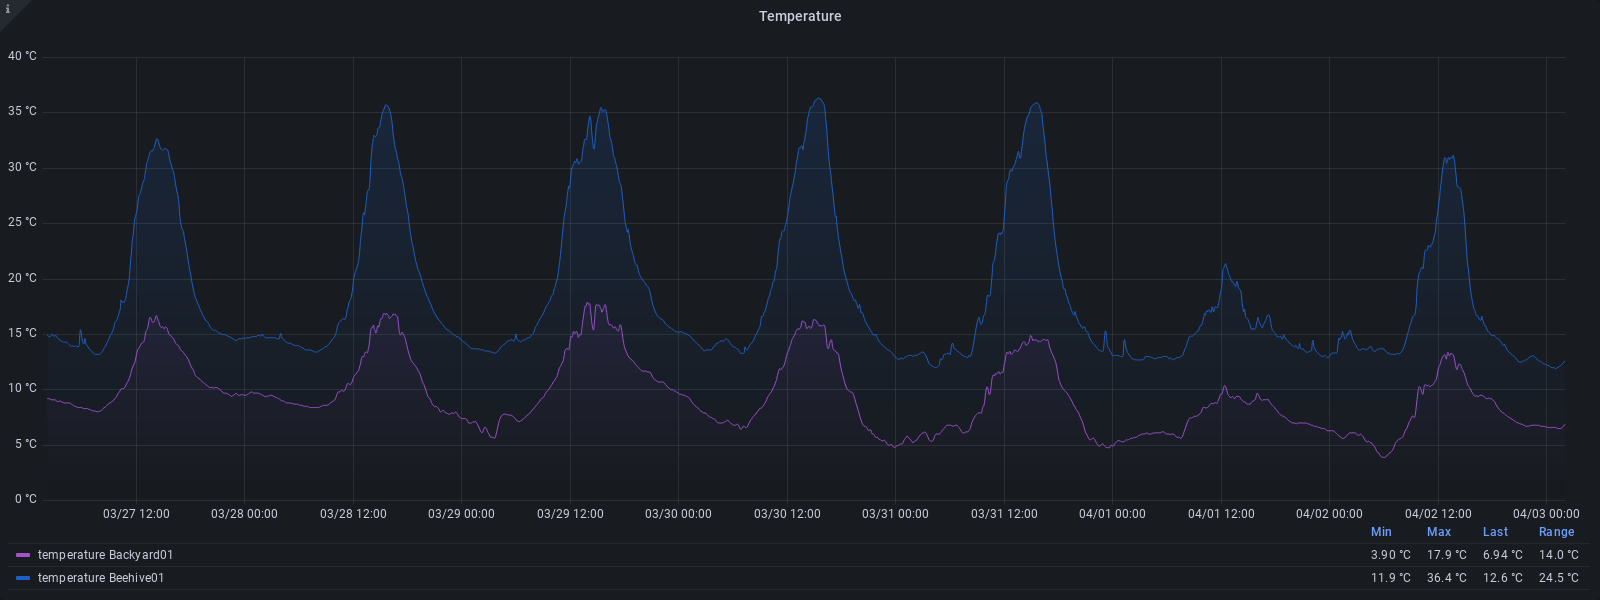 i
Temperature
40 °C
35 °C
30 °C
25 °C
20 °C
15 °C
10 °C
5 °C
0 °C
03/27 12:00 03/28 00:00 03/28 12:00 03/29 00:00 03/29 12:00 03/30 00:00 03/30 12:00 03/31 00:00 03/31 12:00 04/01 00:00 04/01 12:00 04/02 00:00 04/02 12:00 04/03 00:00
Min Max Last Range
temperature Backyard01 3.90 °C 17.9 °C 6.94 °C 14.0 °C
temperature Beehive01 11.9 °C 36.4 °C 12.6 °C 24.5 °C